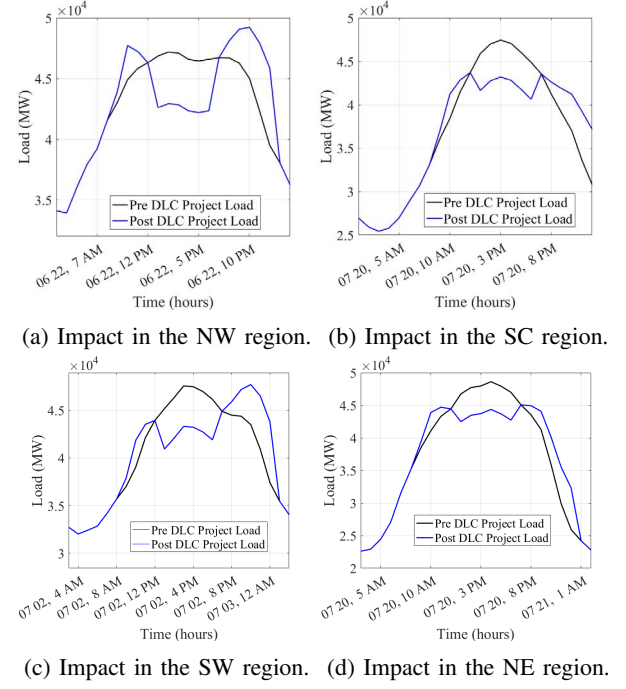 ×10⁴
5
4.5
4
3.5
Load (MW)
Pre DLC Project Load
Post DLC Project Load
06 22, 7 AM
06 22, 12 PM
06 22, 5 PM
06 22, 10 PM
Time (hours)
(a) Impact in the NW region.
×10⁴
5
4.5
4
3.5
3
2.5
Load (MW)
Pre DLC Project Load
Post DLC Project Load
07 20, 5 AM
07 20, 10 AM
07 20, 3 PM
07 20, 8 PM
Time (hours)
(b) Impact in the SC region.
×10⁴
4.5
4
3.5
3
Load (MW)
Pre DLC Project Load
Post DLC Project Load
07 02, 4 AM
07 02, 8 AM
07 02, 12 PM
07 02, 4 PM
07 02, 8 PM
07 03, 12 AM
Time (hours)
(c) Impact in the SW region.
×10⁴
5
4.5
4
3.5
3
2.5
2
Load (MW)
Pre DLC Project Load
Post DLC Project Load
07 20, 5 AM
07 20, 10 AM
07 20, 3 PM
07 20, 8 PM
07 21, 1 AM
Time (hours)
(d) Impact in the NE region.